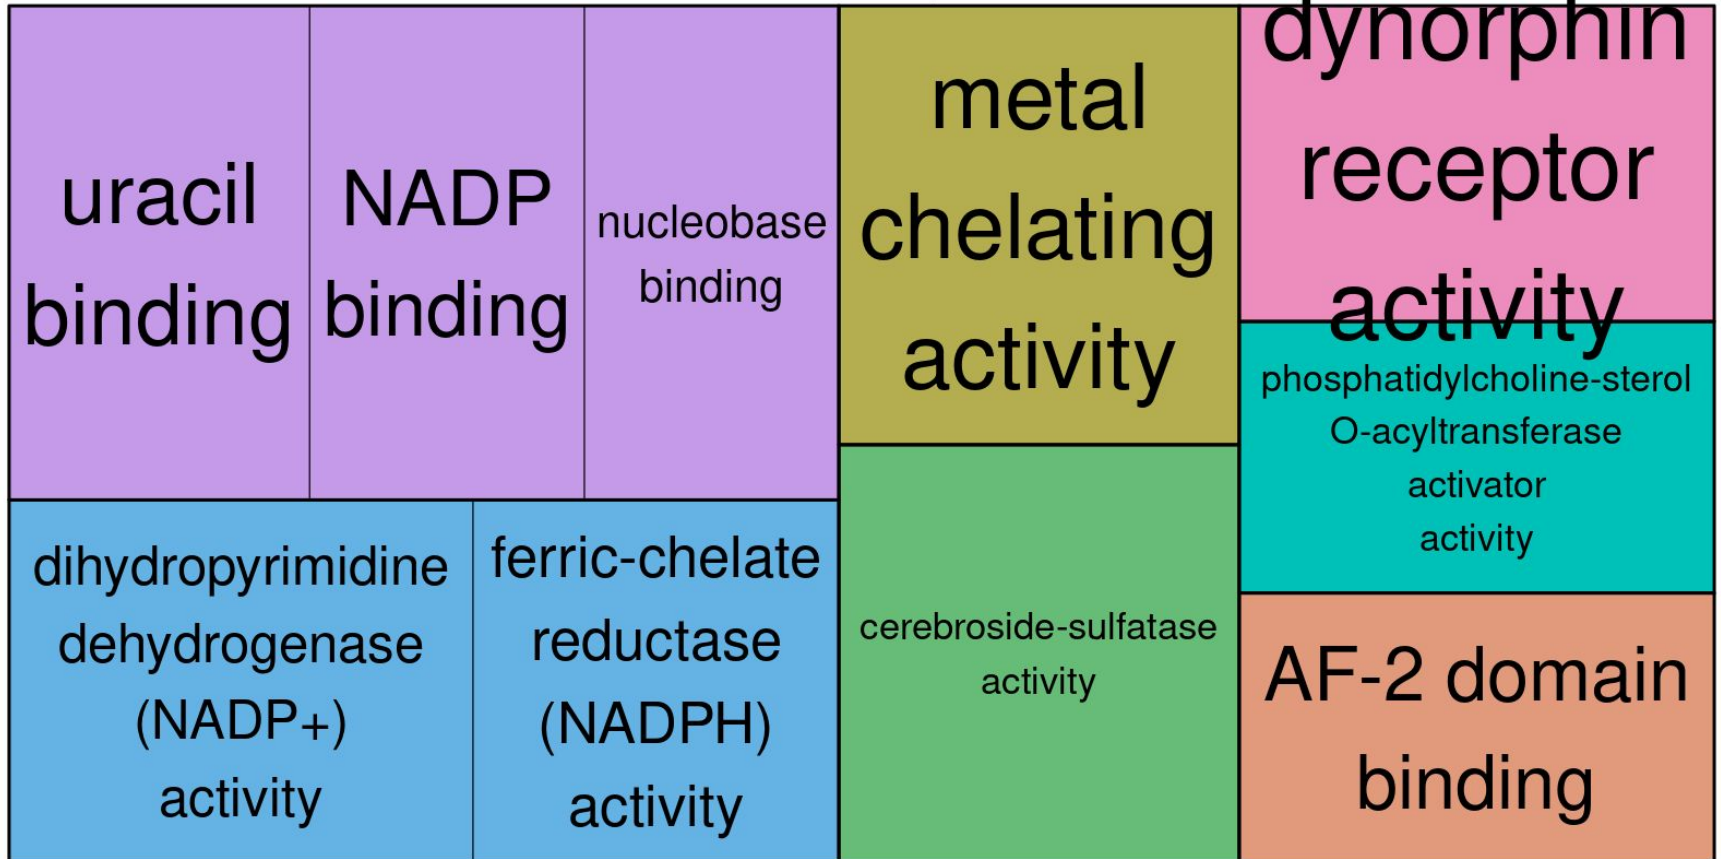 uracil
binding
NADP
binding
nucleobase
binding
metal
chelating
activity
dynorphin
receptor
activity
phosphatidylcholine-sterol
O-acyltransferase
activator
activity
dihydropyrimidine
dehydrogenase
(NADP+)
activity
ferric-chelate
reductase
(NADPH)
activity
cerebroside-sulfatase
activity
AF-2 domain
binding